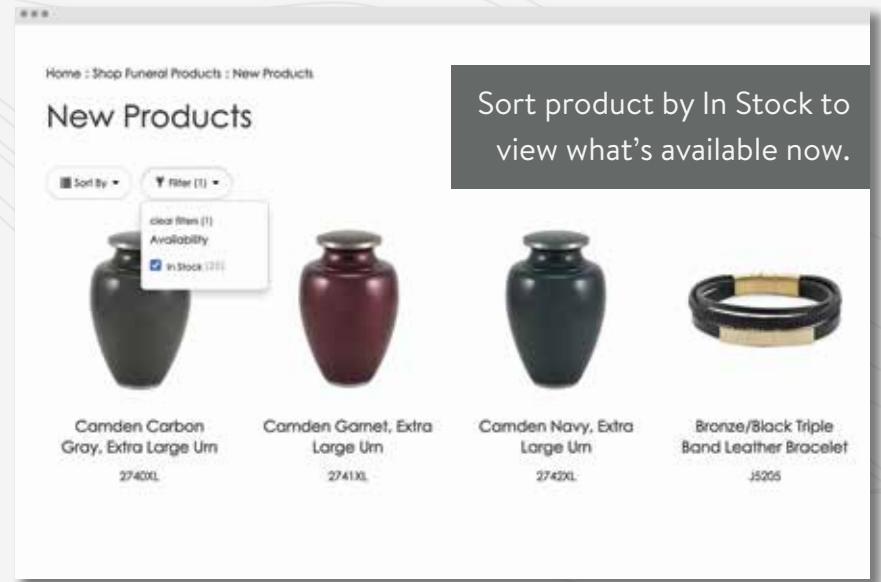 Home : Shop Funeral Products : New Products
New Products
Sort product by In Stock to
view what's available now.
Sort By
Filter (1)
clear filters (1)
Availability
In Stock
Camden Carbon
Gray, Extra Large Urn
2740XL
Camden Garnet, Extra
Large Urn
2741XL
Camden Navy, Extra
Large Urn
2742XL
Bronze/Black Triple
Band Leather Bracelet
J5205